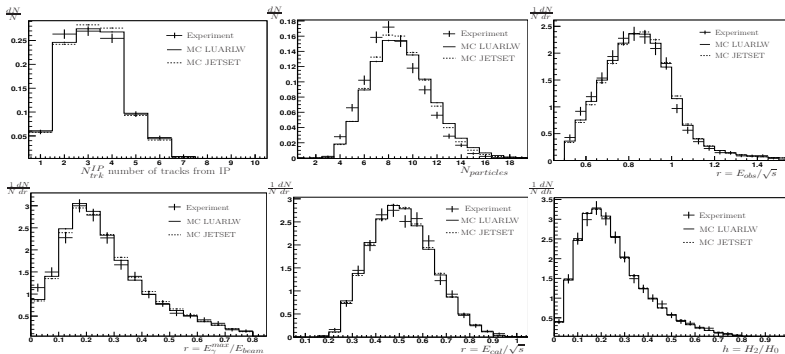 dN/N
Experiment
MC LUARLW
MC JETSET
0.25
0.2
0.15
0.1
0.05
1 2 3 4 5 6 7 8 9 10
N_trk^IP number of tracks from IP
dN/N
Experiment
MC LUARLW
MC JETSET
0.18
0.16
0.14
0.12
0.1
0.08
0.06
0.04
0.02
0
2 4 6 8 10 12 14 16 18
N_particles
1/N dN/dr
Experiment
MC LUARLW
MC JETSET
2.5
2
1.5
1
0.5
0
0.6 0.8 1 1.2 1.4
r = E_obs/√s
1/N dN/dr
Experiment
MC LUARLW
MC JETSET
3
2.5
2
1.5
1
0.5
0
0 0.1 0.2 0.3 0.4 0.5 0.6 0.7 0.8
r = E_γ^max/E_beam
1/N dN/dr
Experiment
MC LUARLW
MC JETSET
3
2.5
2
1.5
1
0.5
0
0.1 0.2 0.3 0.4 0.5 0.6 0.7 0.8 0.9 1
r = E_cal/√s
1/N dN/dh
Experiment
MC LUARLW
MC JETSET
3.5
3
2.5
2
1.5
1
0.5
0
0 0.1 0.2 0.3 0.4 0.5 0.6 0.7 0.8 0.9 1
h = H_2/H_0